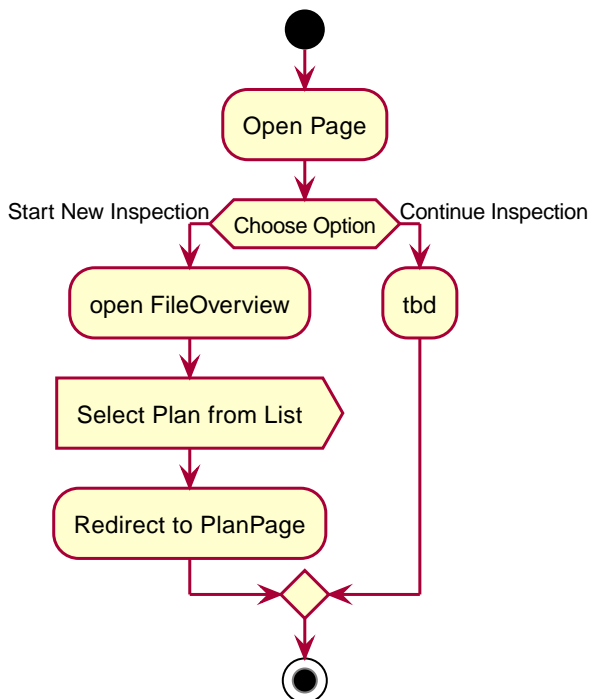 Open Page
Start New Inspection
Choose Option
Continue Inspection
open FileOverview
tbd
Select Plan from List
Redirect to PlanPage